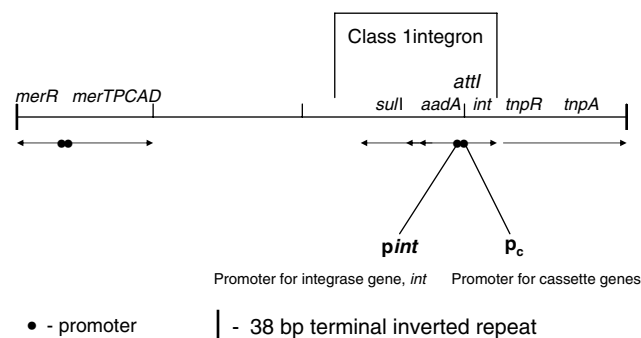 Class 1integron
attI
merR merTPCAD sulI aadA int tnpR tnpA
pint pc
Promoter for integrase gene, int Promoter for cassette genes
- promoter - 38 bp terminal inverted repeat